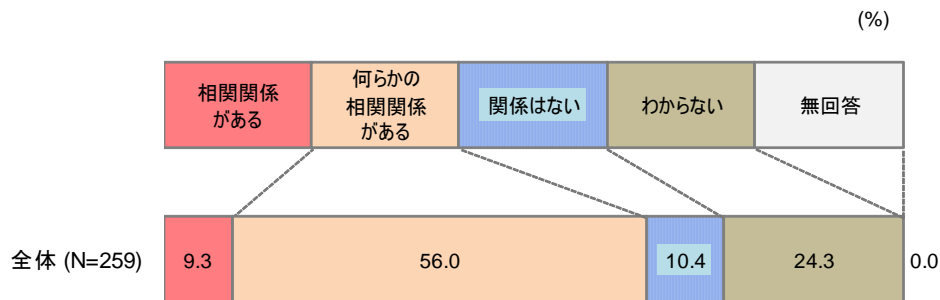 (%)
相関関係
がある
何らかの
相関関係
がある
関係はない
わからない
無回答
全体 (N=259)
9.3
56.0
10.4
24.3
0.0